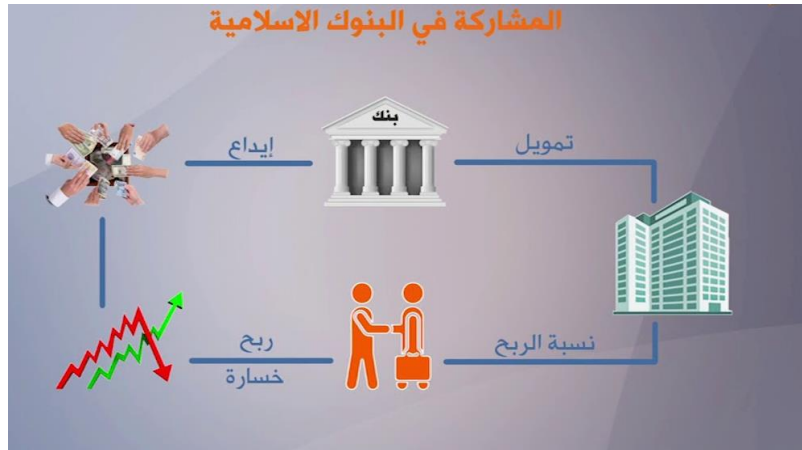 المشاركة في البنوك الاسلامية
بنك
تمويل
إيداع
نسبة الربح
ربح
خسارة